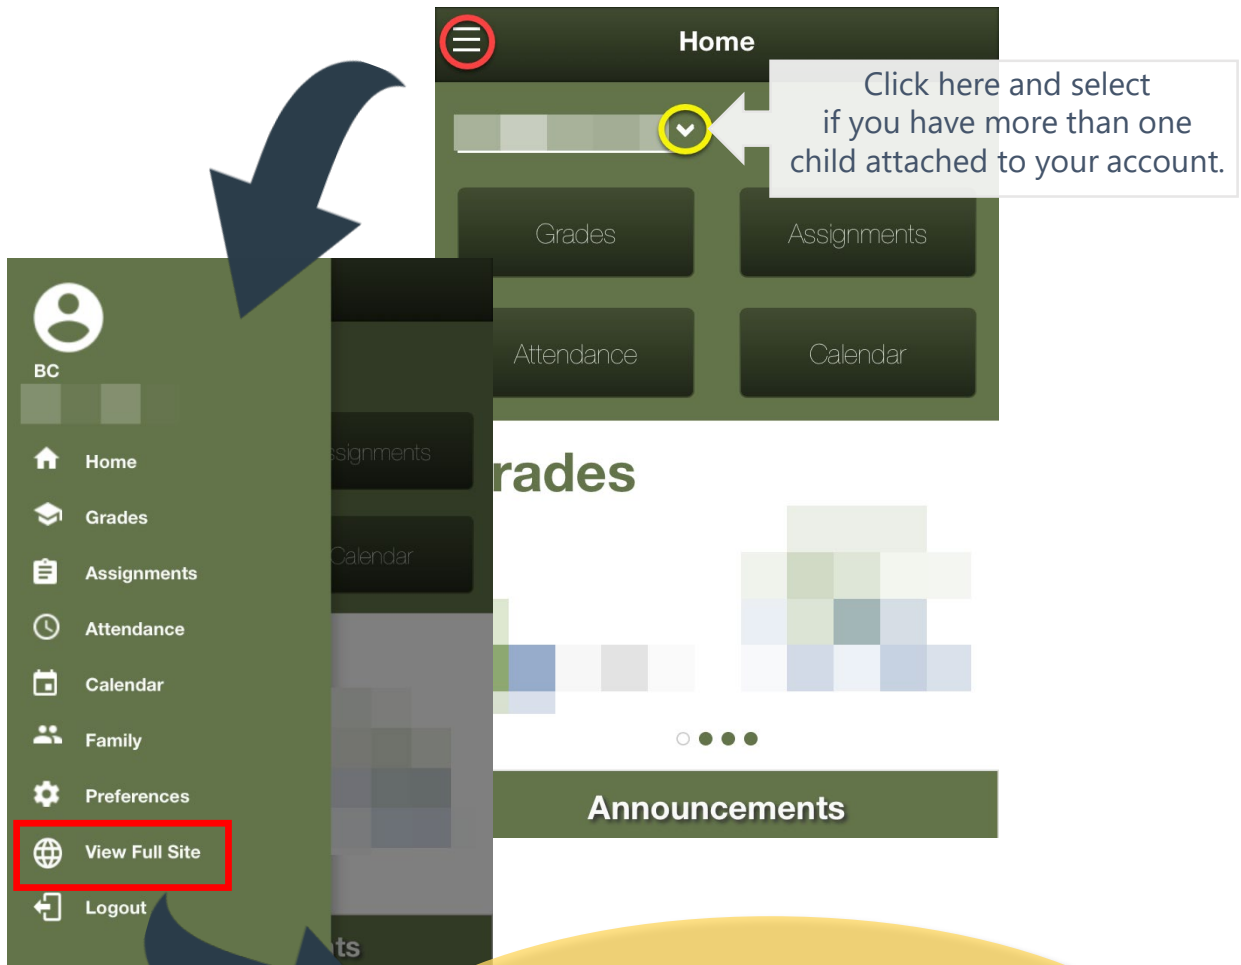 Home
Click here and select
if you have more than one
child attached to your account.
Grades
Assignments
Attendance
Calendar
rades
Announcements
BC
Home
Grades
Assignments
Attendance
Calendar
Family
Preferences
View Full Site
Logout
ssignments
Calendar
ts